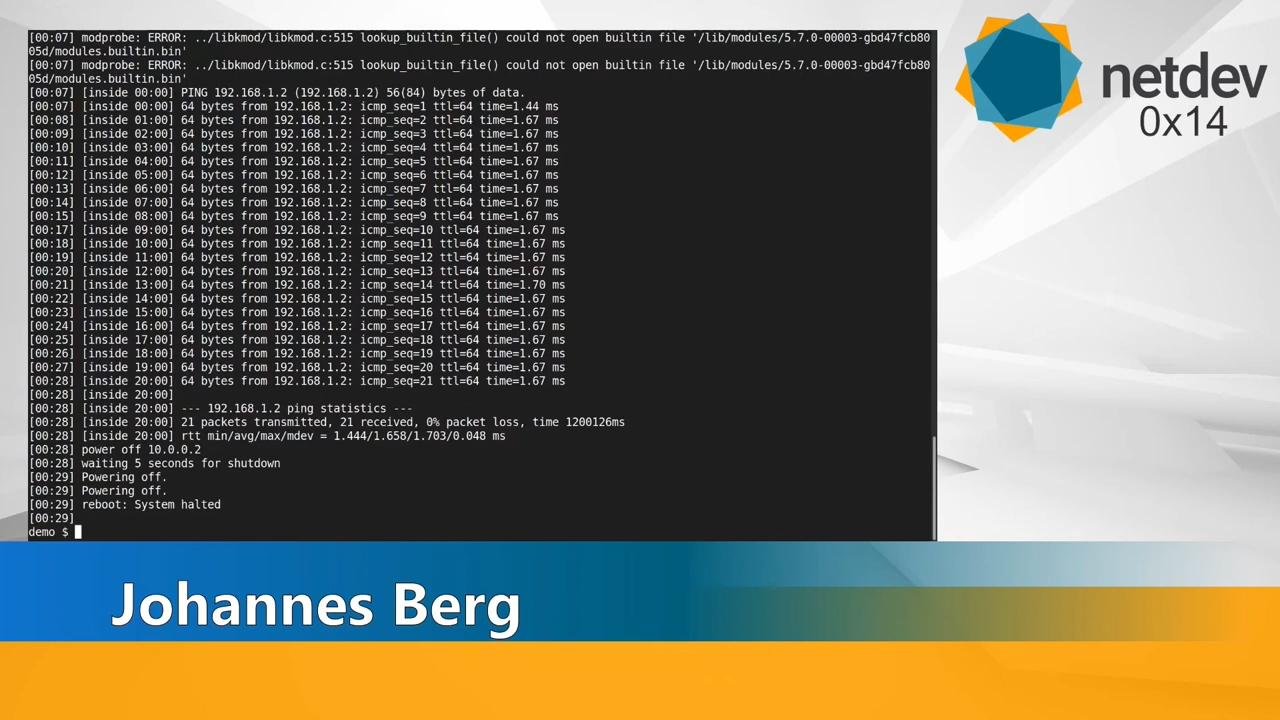 [00:07] modprobe: ERROR: ../libkmod/libkmod.c:515 lookup_builtin_file() could not open builtin file '/lib/modules/5.7.0-00003-gbd47fcb80
05d/modules.builtin.bin'
[00:07] modprobe: ERROR: ../libkmod/libkmod.c:515 lookup_builtin_file() could not open builtin file '/lib/modules/5.7.0-00003-gbd47fcb80
05d/modules.builtin.bin'
[00:07] [inside 00:00] PING 192.168.1.2 (192.168.1.2) 56(84) bytes of data.
[00:07] [inside 00:00] 64 bytes from 192.168.1.2: icmp_seq=1 ttl=64 time=1.44 ms
[00:08] [inside 01:00] 64 bytes from 192.168.1.2: icmp_seq=2 ttl=64 time=1.67 ms
[00:09] [inside 02:00] 64 bytes from 192.168.1.2: icmp_seq=3 ttl=64 time=1.67 ms
[00:10] [inside 03:00] 64 bytes from 192.168.1.2: icmp_seq=4 ttl=64 time=1.67 ms
[00:11] [inside 04:00] 64 bytes from 192.168.1.2: icmp_seq=5 ttl=64 time=1.67 ms
[00:12] [inside 05:00] 64 bytes from 192.168.1.2: icmp_seq=6 ttl=64 time=1.67 ms
[00:13] [inside 06:00] 64 bytes from 192.168.1.2: icmp_seq=7 ttl=64 time=1.67 ms
[00:14] [inside 07:00] 64 bytes from 192.168.1.2: icmp_seq=8 ttl=64 time=1.67 ms
[00:15] [inside 08:00] 64 bytes from 192.168.1.2: icmp_seq=9 ttl=64 time=1.67 ms
[00:17] [inside 09:00] 64 bytes from 192.168.1.2: icmp_seq=10 ttl=64 time=1.67 ms
[00:18] [inside 10:00] 64 bytes from 192.168.1.2: icmp_seq=11 ttl=64 time=1.67 ms
[00:19] [inside 11:00] 64 bytes from 192.168.1.2: icmp_seq=12 ttl=64 time=1.67 ms
[00:20] [inside 12:00] 64 bytes from 192.168.1.2: icmp_seq=13 ttl=64 time=1.67 ms
[00:21] [inside 13:00] 64 bytes from 192.168.1.2: icmp_seq=14 ttl=64 time=1.70 ms
[00:22] [inside 14:00] 64 bytes from 192.168.1.2: icmp_seq=15 ttl=64 time=1.67 ms
[00:23] [inside 15:00] 64 bytes from 192.168.1.2: icmp_seq=16 ttl=64 time=1.67 ms
[00:24] [inside 16:00] 64 bytes from 192.168.1.2: icmp_seq=17 ttl=64 time=1.67 ms
[00:25] [inside 17:00] 64 bytes from 192.168.1.2: icmp_seq=18 ttl=64 time=1.67 ms
[00:26] [inside 18:00] 64 bytes from 192.168.1.2: icmp_seq=19 ttl=64 time=1.67 ms
[00:27] [inside 19:00] 64 bytes from 192.168.1.2: icmp_seq=20 ttl=64 time=1.67 ms
[00:28] [inside 20:00] 64 bytes from 192.168.1.2: icmp_seq=21 ttl=64 time=1.67 ms
[00:28] [inside 20:00]
[00:28] [inside 20:00] --- 192.168.1.2 ping statistics ---
[00:28] [inside 20:00] 21 packets transmitted, 21 received, 0% packet loss, time 1200126ms
[00:28] [inside 20:00] rtt min/avg/max/mdev = 1.444/1.658/1.703/0.048 ms
[00:28] power off 10.0.0.2
[00:28] waiting 5 seconds for shutdown
[00:29] Powering off.
[00:29] Powering off.
[00:29] reboot: System halted
[00:29]
demo $
netdev
0x14
Johannes Berg